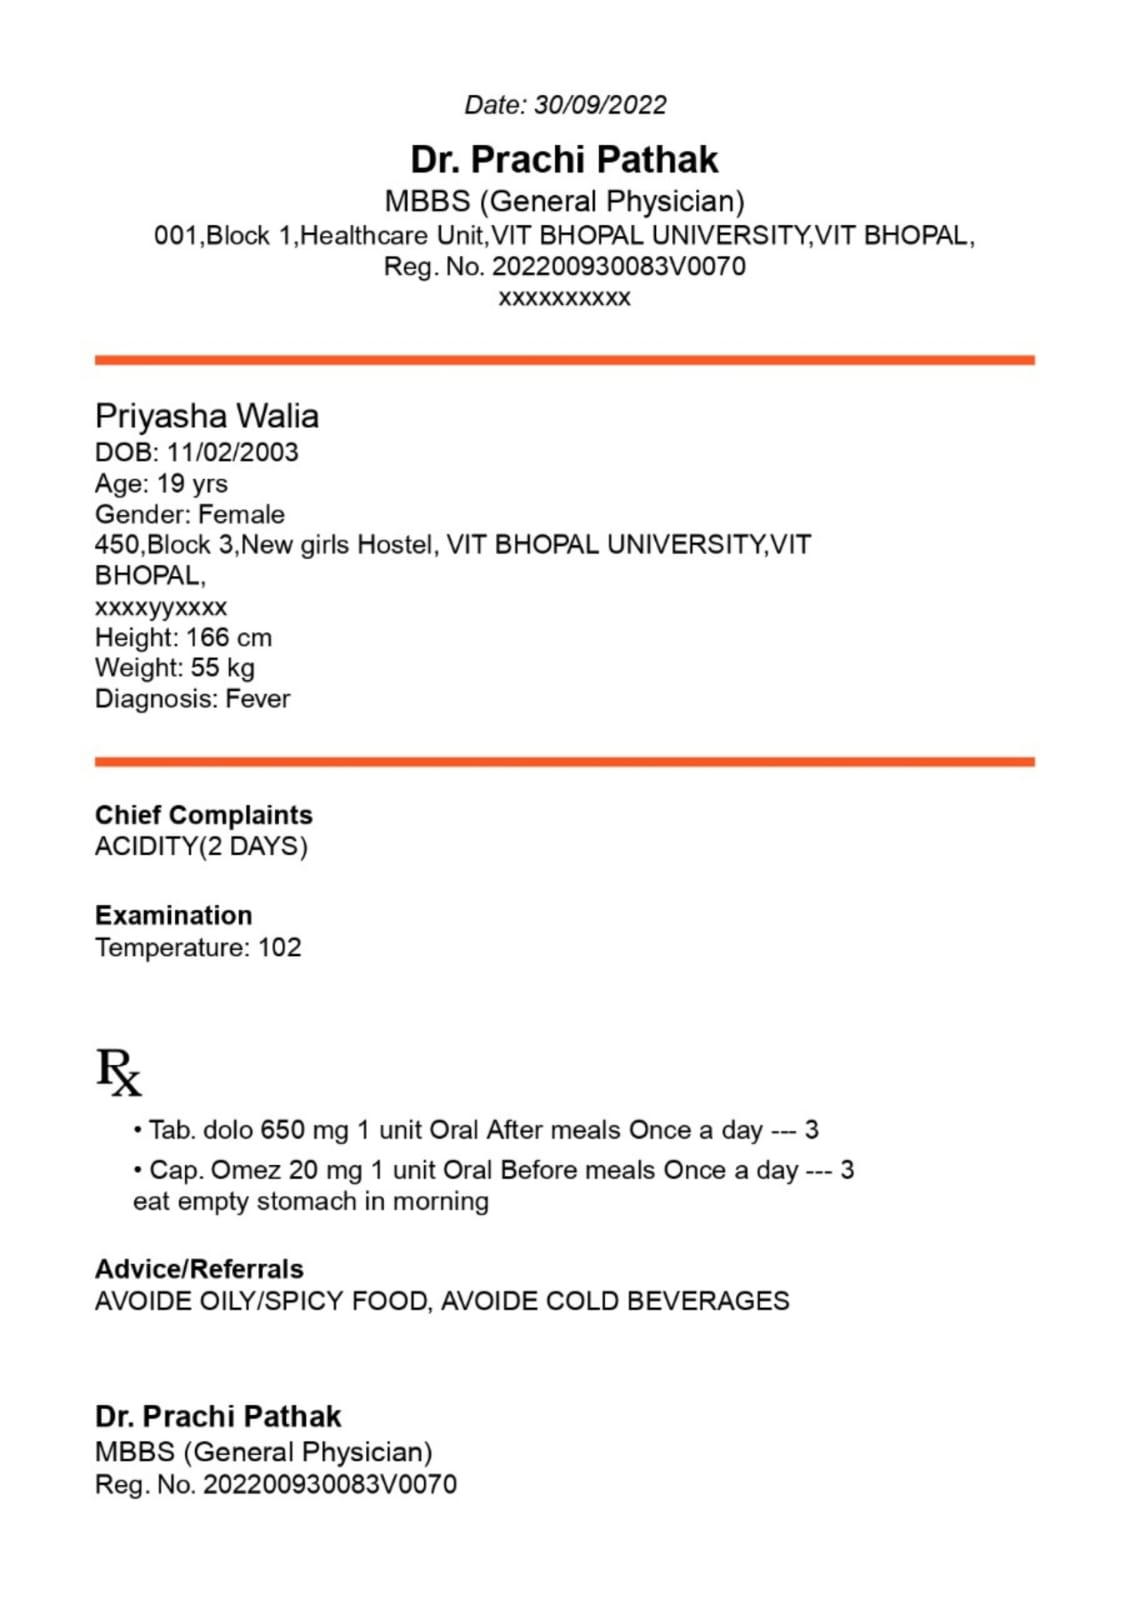 Date: 30/09/2022
Dr. Prachi Pathak
MBBS (General Physician)
001,Block 1,Healthcare Unit,VIT BHOPAL UNIVERSITY,VIT BHOPAL,
Reg. No. 202200930083V0070
xxxxxxxxxx
Priyasha Walia
DOB: 11/02/2003
Age: 19 yrs
Gender: Female
450,Block 3,New girls Hostel, VIT BHOPAL UNIVERSITY,VIT
BHOPAL,
xxxxyyxxxx
Height: 166 cm
Weight: 55 kg
Diagnosis: Fever
Chief Complaints
ACIDITY(2 DAYS)
Examination
Temperature: 102
Rx
• Tab. dolo 650 mg 1 unit Oral After meals Once a day --- 3
• Cap. Omez 20 mg 1 unit Oral Before meals Once a day --- 3
eat empty stomach in morning
Advice/Referrals
AVOIDE OILY/SPICY FOOD, AVOIDE COLD BEVERAGES
Dr. Prachi Pathak
MBBS (General Physician)
Reg. No. 202200930083V0070